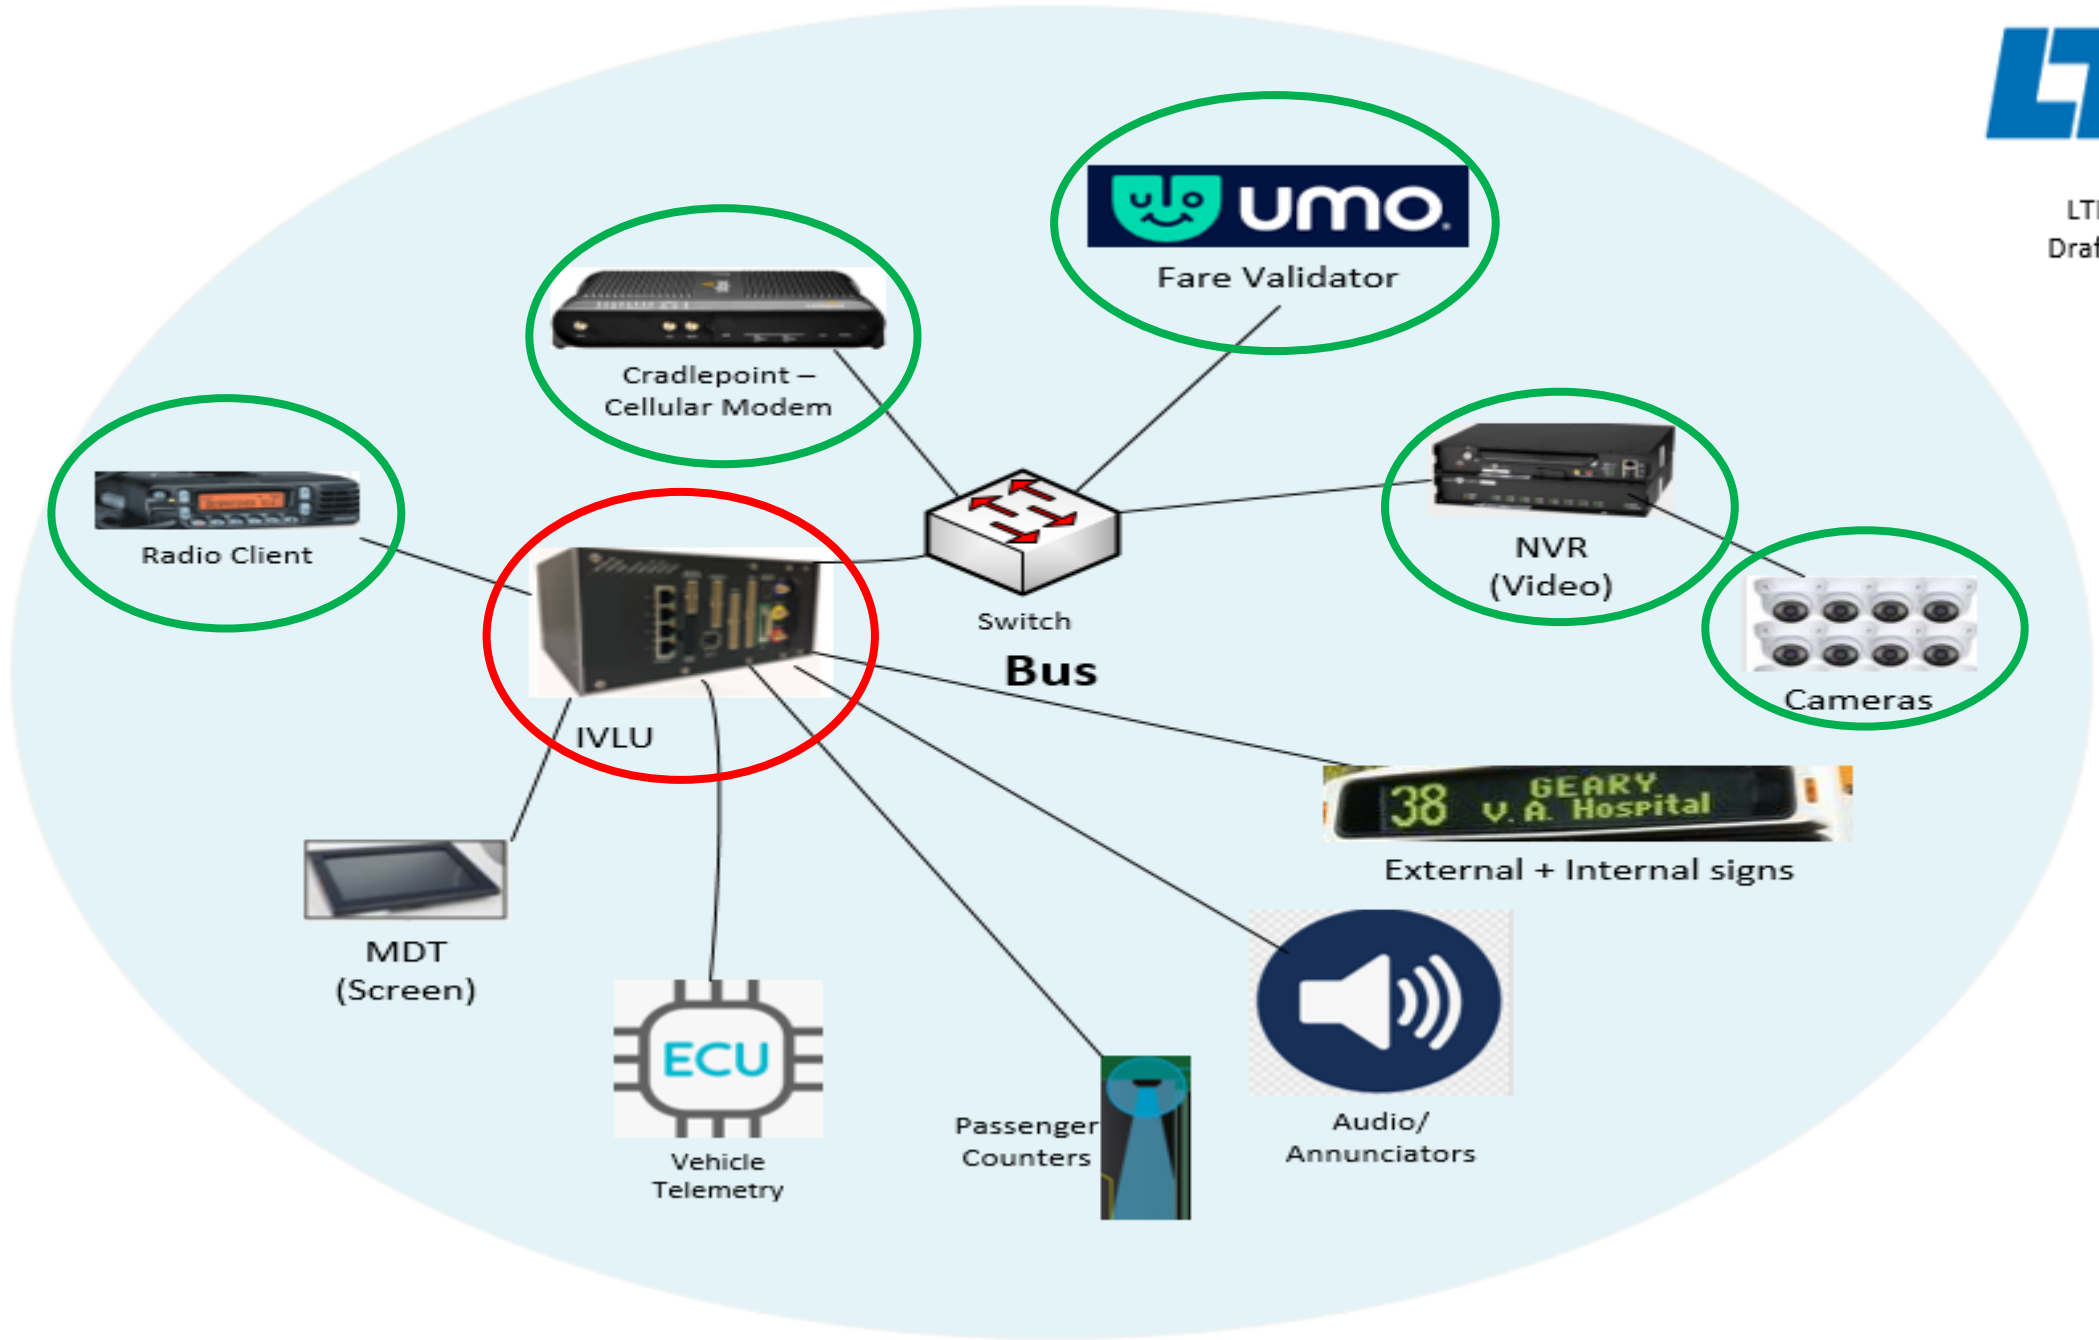 umo.
Fare Validator
Cradlepoint –
Cellular Modem
Radio Client
NVR
(Video)
Switch
Bus
Cameras
IVLU
38 GEARY
V. A. Hospital
External + Internal signs
MDT
(Screen)
ECU
Vehicle
Telemetry
Passenger
Counters
Audio/
Annunciators